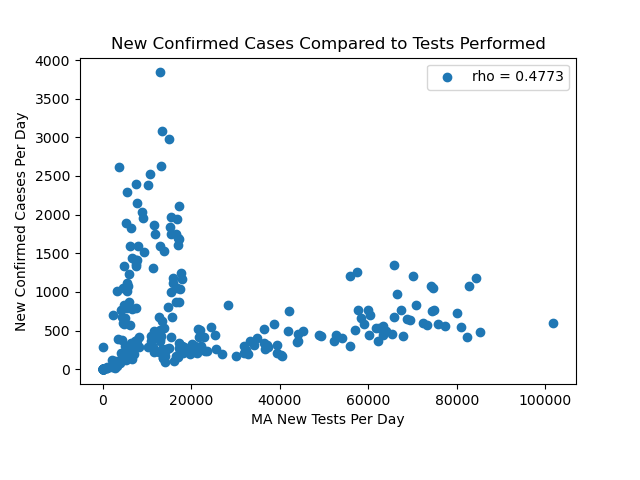 New Confirmed Cases Compared to Tests Performed
rho = 0.4773
New Confirmed Caeses Per Day
4000
3500
3000
2500
2000
1500
1000
500
0
0 20000 40000 60000 80000 100000
MA New Tests Per Day